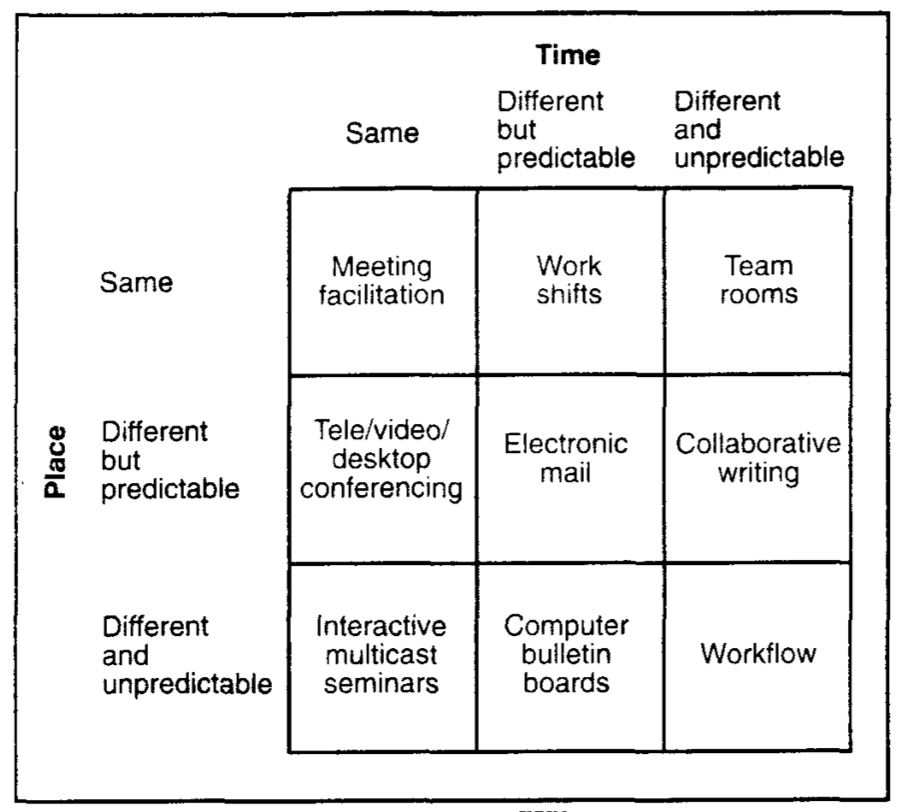 Time
Same
Different
but
predictable
Different
and
unpredictable
Same
Meeting
facilitation
Work
shifts
Team
rooms
Place
Different
but
predictable
Tele/video/
desktop
conferencing
Electronic
mail
Collaborative
writing
Different
and
unpredictable
Interactive
multicast
seminars
Computer
bulletin
boards
Workflow